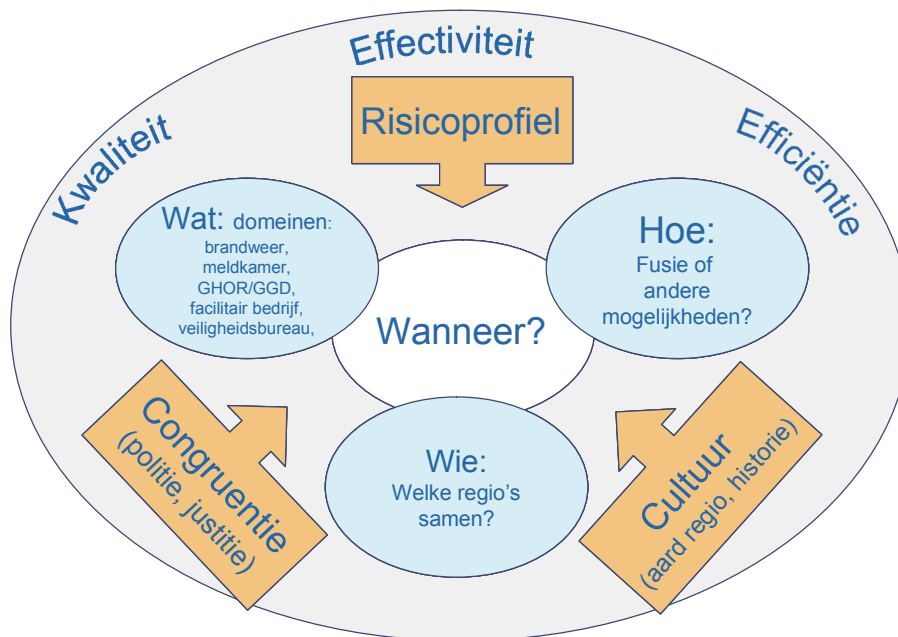 Effectiviteit
Kwaliteit
Efficiëntie
Risicoprofiel
Wat: domeinen:
brandweer,
meldkamer,
GHOR/GGD,
facilitair bedrijf,
veiligheidsbureau,
Hoe:
Fusie of
andere
mogelijkheden?
Wanneer?
Wie:
Welke regio's
samen?
Congruentie
(politie, justitie)
Cultuur
(aard regio, historie)